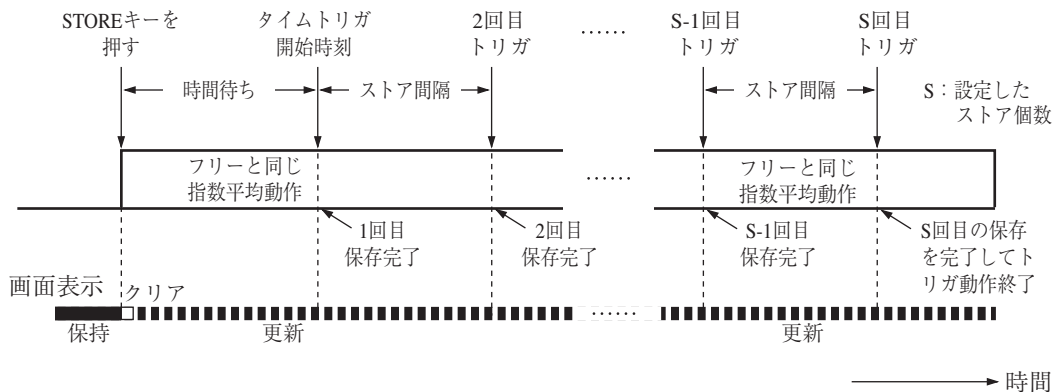 STOREキーを
押す
タイムトリガ
開始時刻
2回目
トリガ
……
S-1回目
トリガ
S回目
トリガ
時間待ち
ストア間隔
ストア間隔
S：設定した
ストア個数
フリーと同じ
指数平均動作
……
フリーと同じ
指数平均動作
1回目
保存完了
2回目
保存完了
S-1回目
保存完了
S回目の保存
を完了してト
リガ動作終了
画面表示
クリア
……
保持
更新
更新
時間